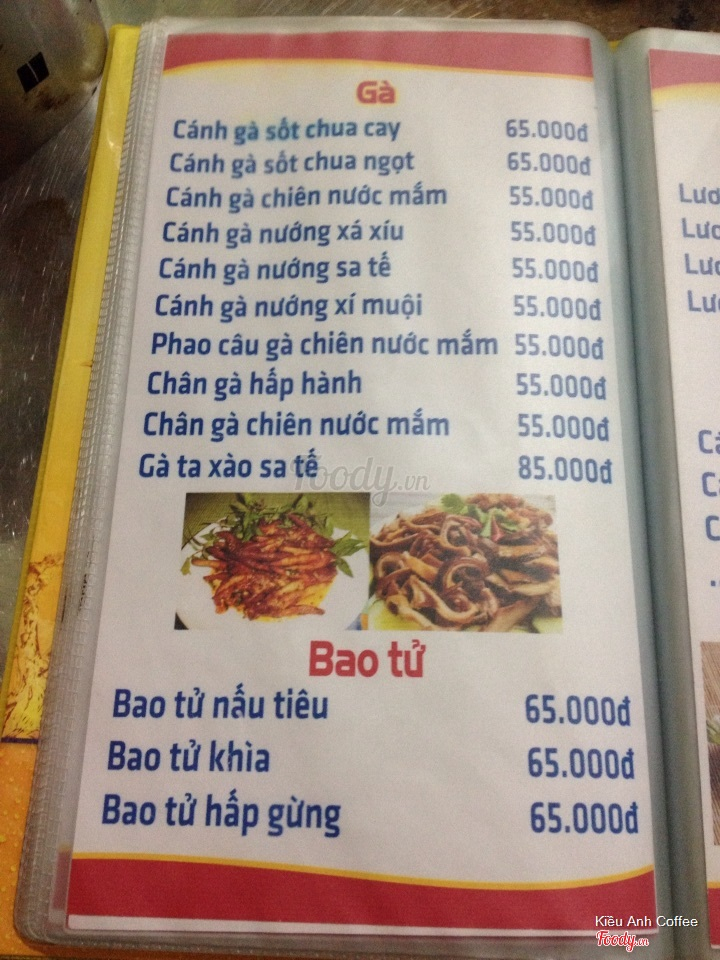 Gà
Cánh gà sốt chua cay 65.000đ
Cánh gà sốt chua ngọt 65.000đ
Cánh gà chiên nước mắm 55.000đ
Cánh gà nướng xá xíu 55.000đ
Cánh gà nướng sa tế 55.000đ
Cánh gà nướng xí muội 55.000đ
Phao câu gà chiên nước mắm 55.000đ
Chân gà hấp hành 55.000đ
Chân gà chiên nước mắm 55.000đ
Gà ta xào sa tế 85.000đ
Foody.vn
Bao tử
Bao tử nấu tiêu 65.000đ
Bao tử khìa 65.000đ
Bao tử hấp gừng 65.000đ
Kiều Anh Coffee
Foody.vn